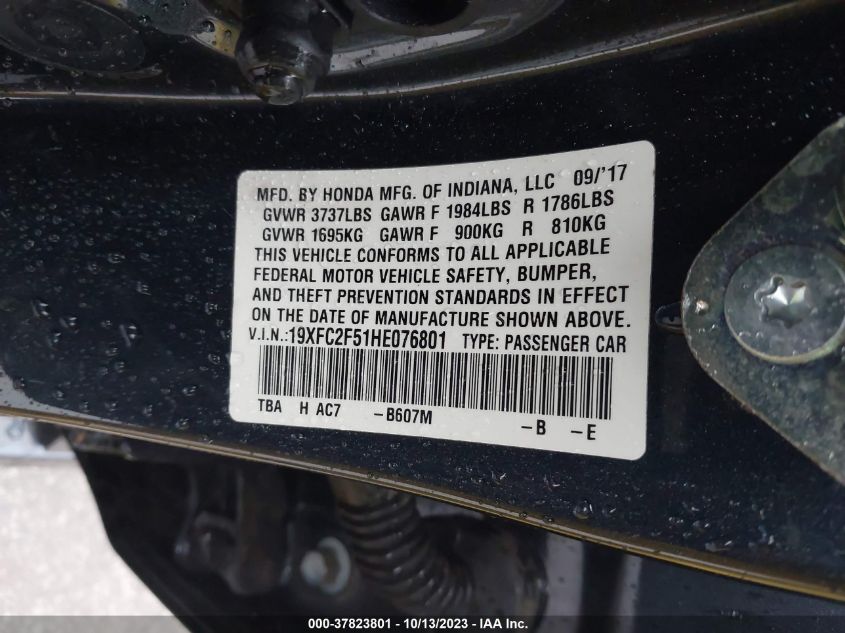 MFD. BY HONDA MFG. OF INDIANA, LLC 09/'17
GVWR 3737LBS GAWR F 1984LBS R 1786LBS
GVWR 1695KG GAWR F 900KG R 810KG
THIS VEHICLE CONFORMS TO ALL APPLICABLE
FEDERAL MOTOR VEHICLE SAFETY, BUMPER,
AND THEFT PREVENTION STANDARDS IN EFFECT
ON THE DATE OF MANUFACTURE SHOWN ABOVE.
V.I.N.:19XFC2F51HE076801 TYPE: PASSENGER CAR
TBA H AC7 -B607M -B -E
000-37823801 | 10/13/2023 | IAA Inc.